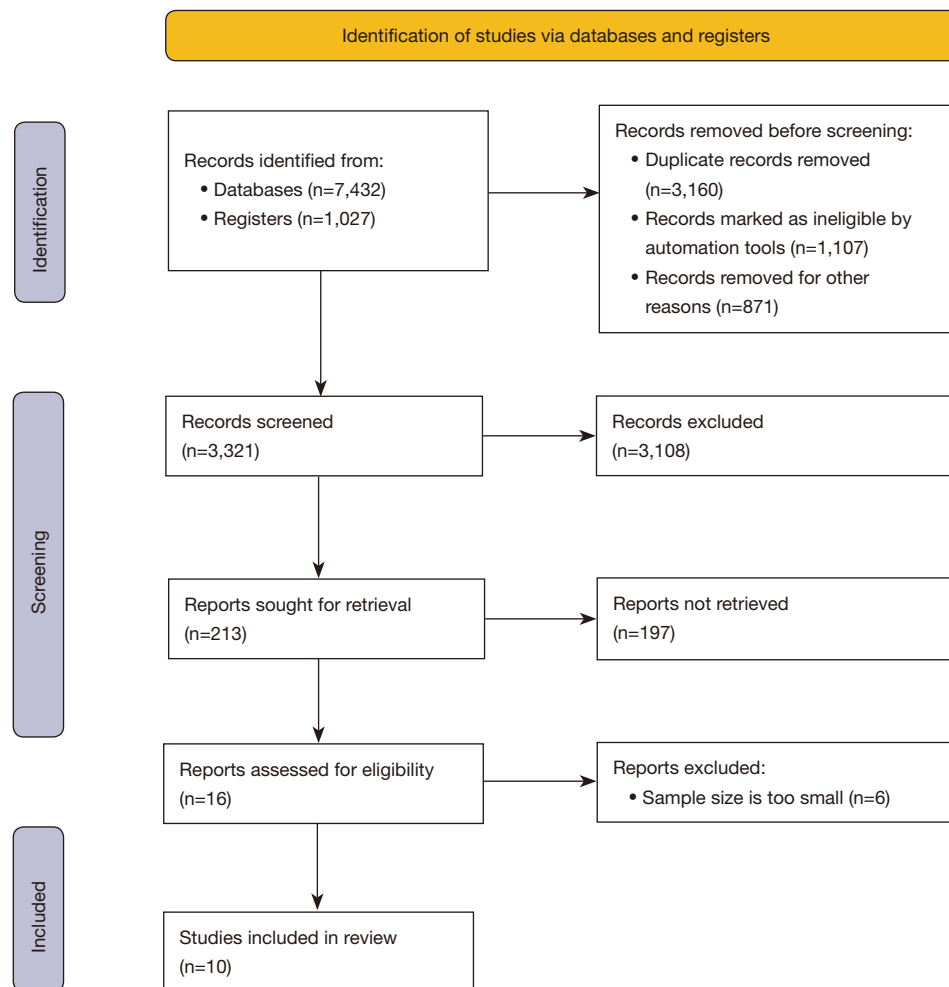 Identification of studies via databases and registers
Identification
Records identified from:
• Databases (n=7,432)
• Registers (n=1,027)
Records removed before screening:
• Duplicate records removed
(n=3,160)
• Records marked as ineligible by
automation tools (n=1,107)
• Records removed for other
reasons (n=871)
Screening
Records screened
(n=3,321)
Records excluded
(n=3,108)
Reports sought for retrieval
(n=213)
Reports not retrieved
(n=197)
Reports assessed for eligibility
(n=16)
Reports excluded:
• Sample size is too small (n=6)
Included
Studies included in review
(n=10)